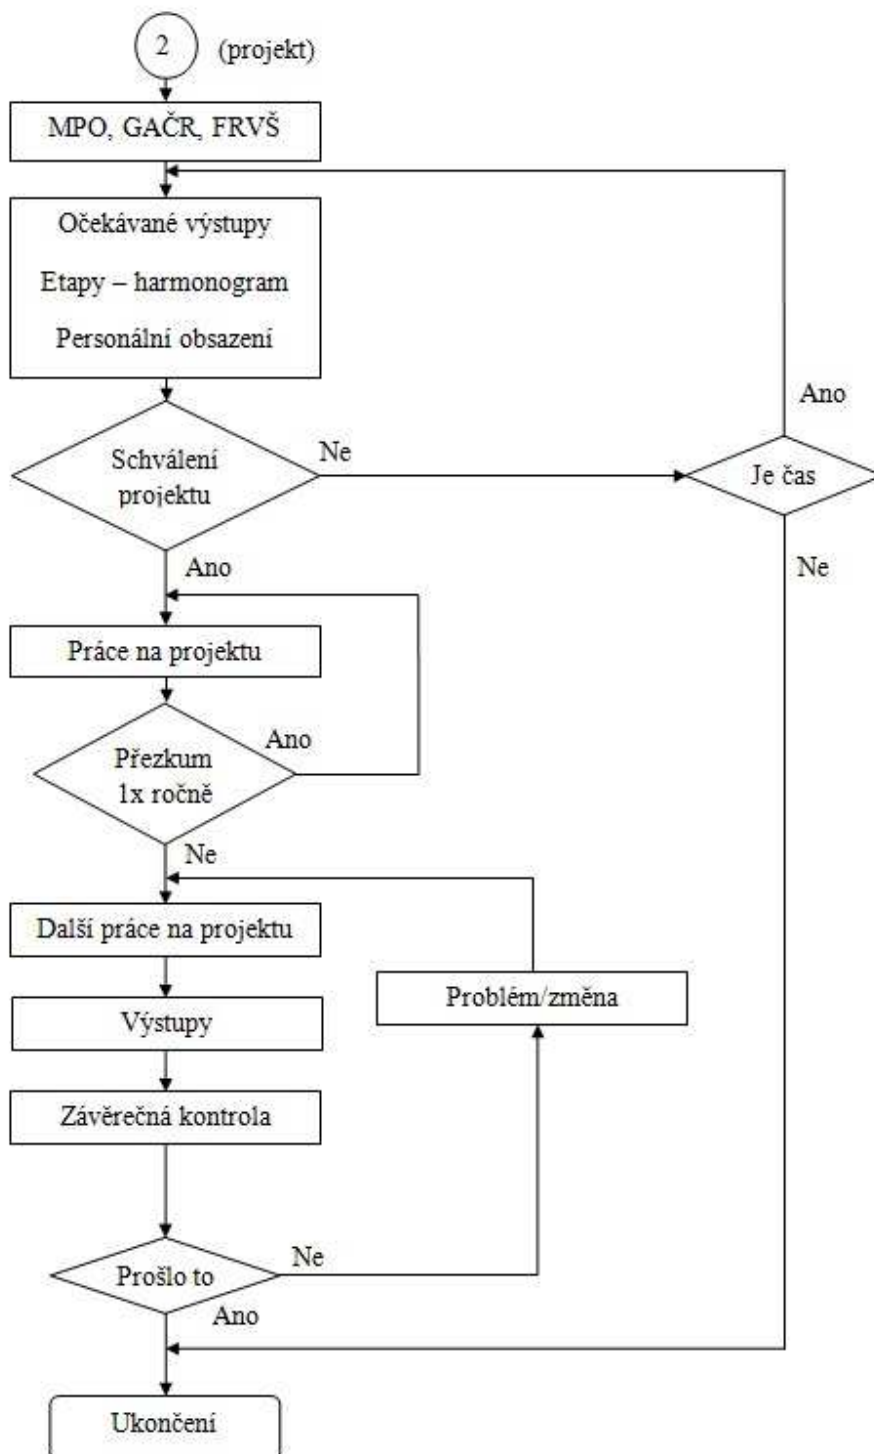 2
(projekt)
MPO, GAČR, FRVŠ
Očekávané výstupy
Etapy – harmonogram
Personální obsazení
Ano
Schválení
projektu
Ne
Je čas
Ano
Ne
Práce na projektu
Ano
Přezkum
1x ročně
Ne
Další práce na projektu
Problém/změna
Výstupy
Závěrečná kontrola
Prošlo to
Ne
Ano
Ukončení